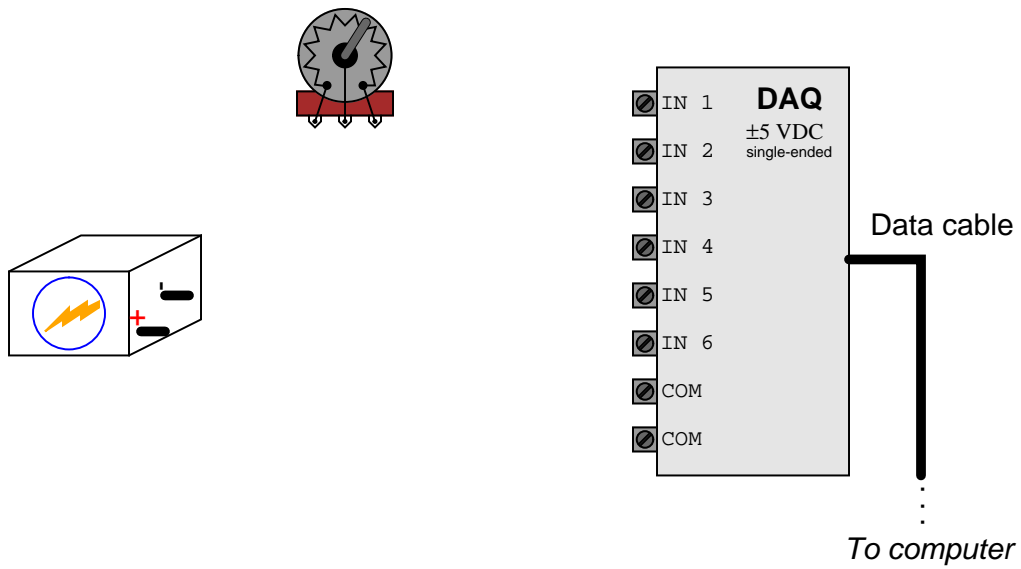 IN 1
DAQ
±5 VDC
single-ended
IN 2
IN 3
IN 4
IN 5
IN 6
COM
COM
Data cable
To computer
+
-